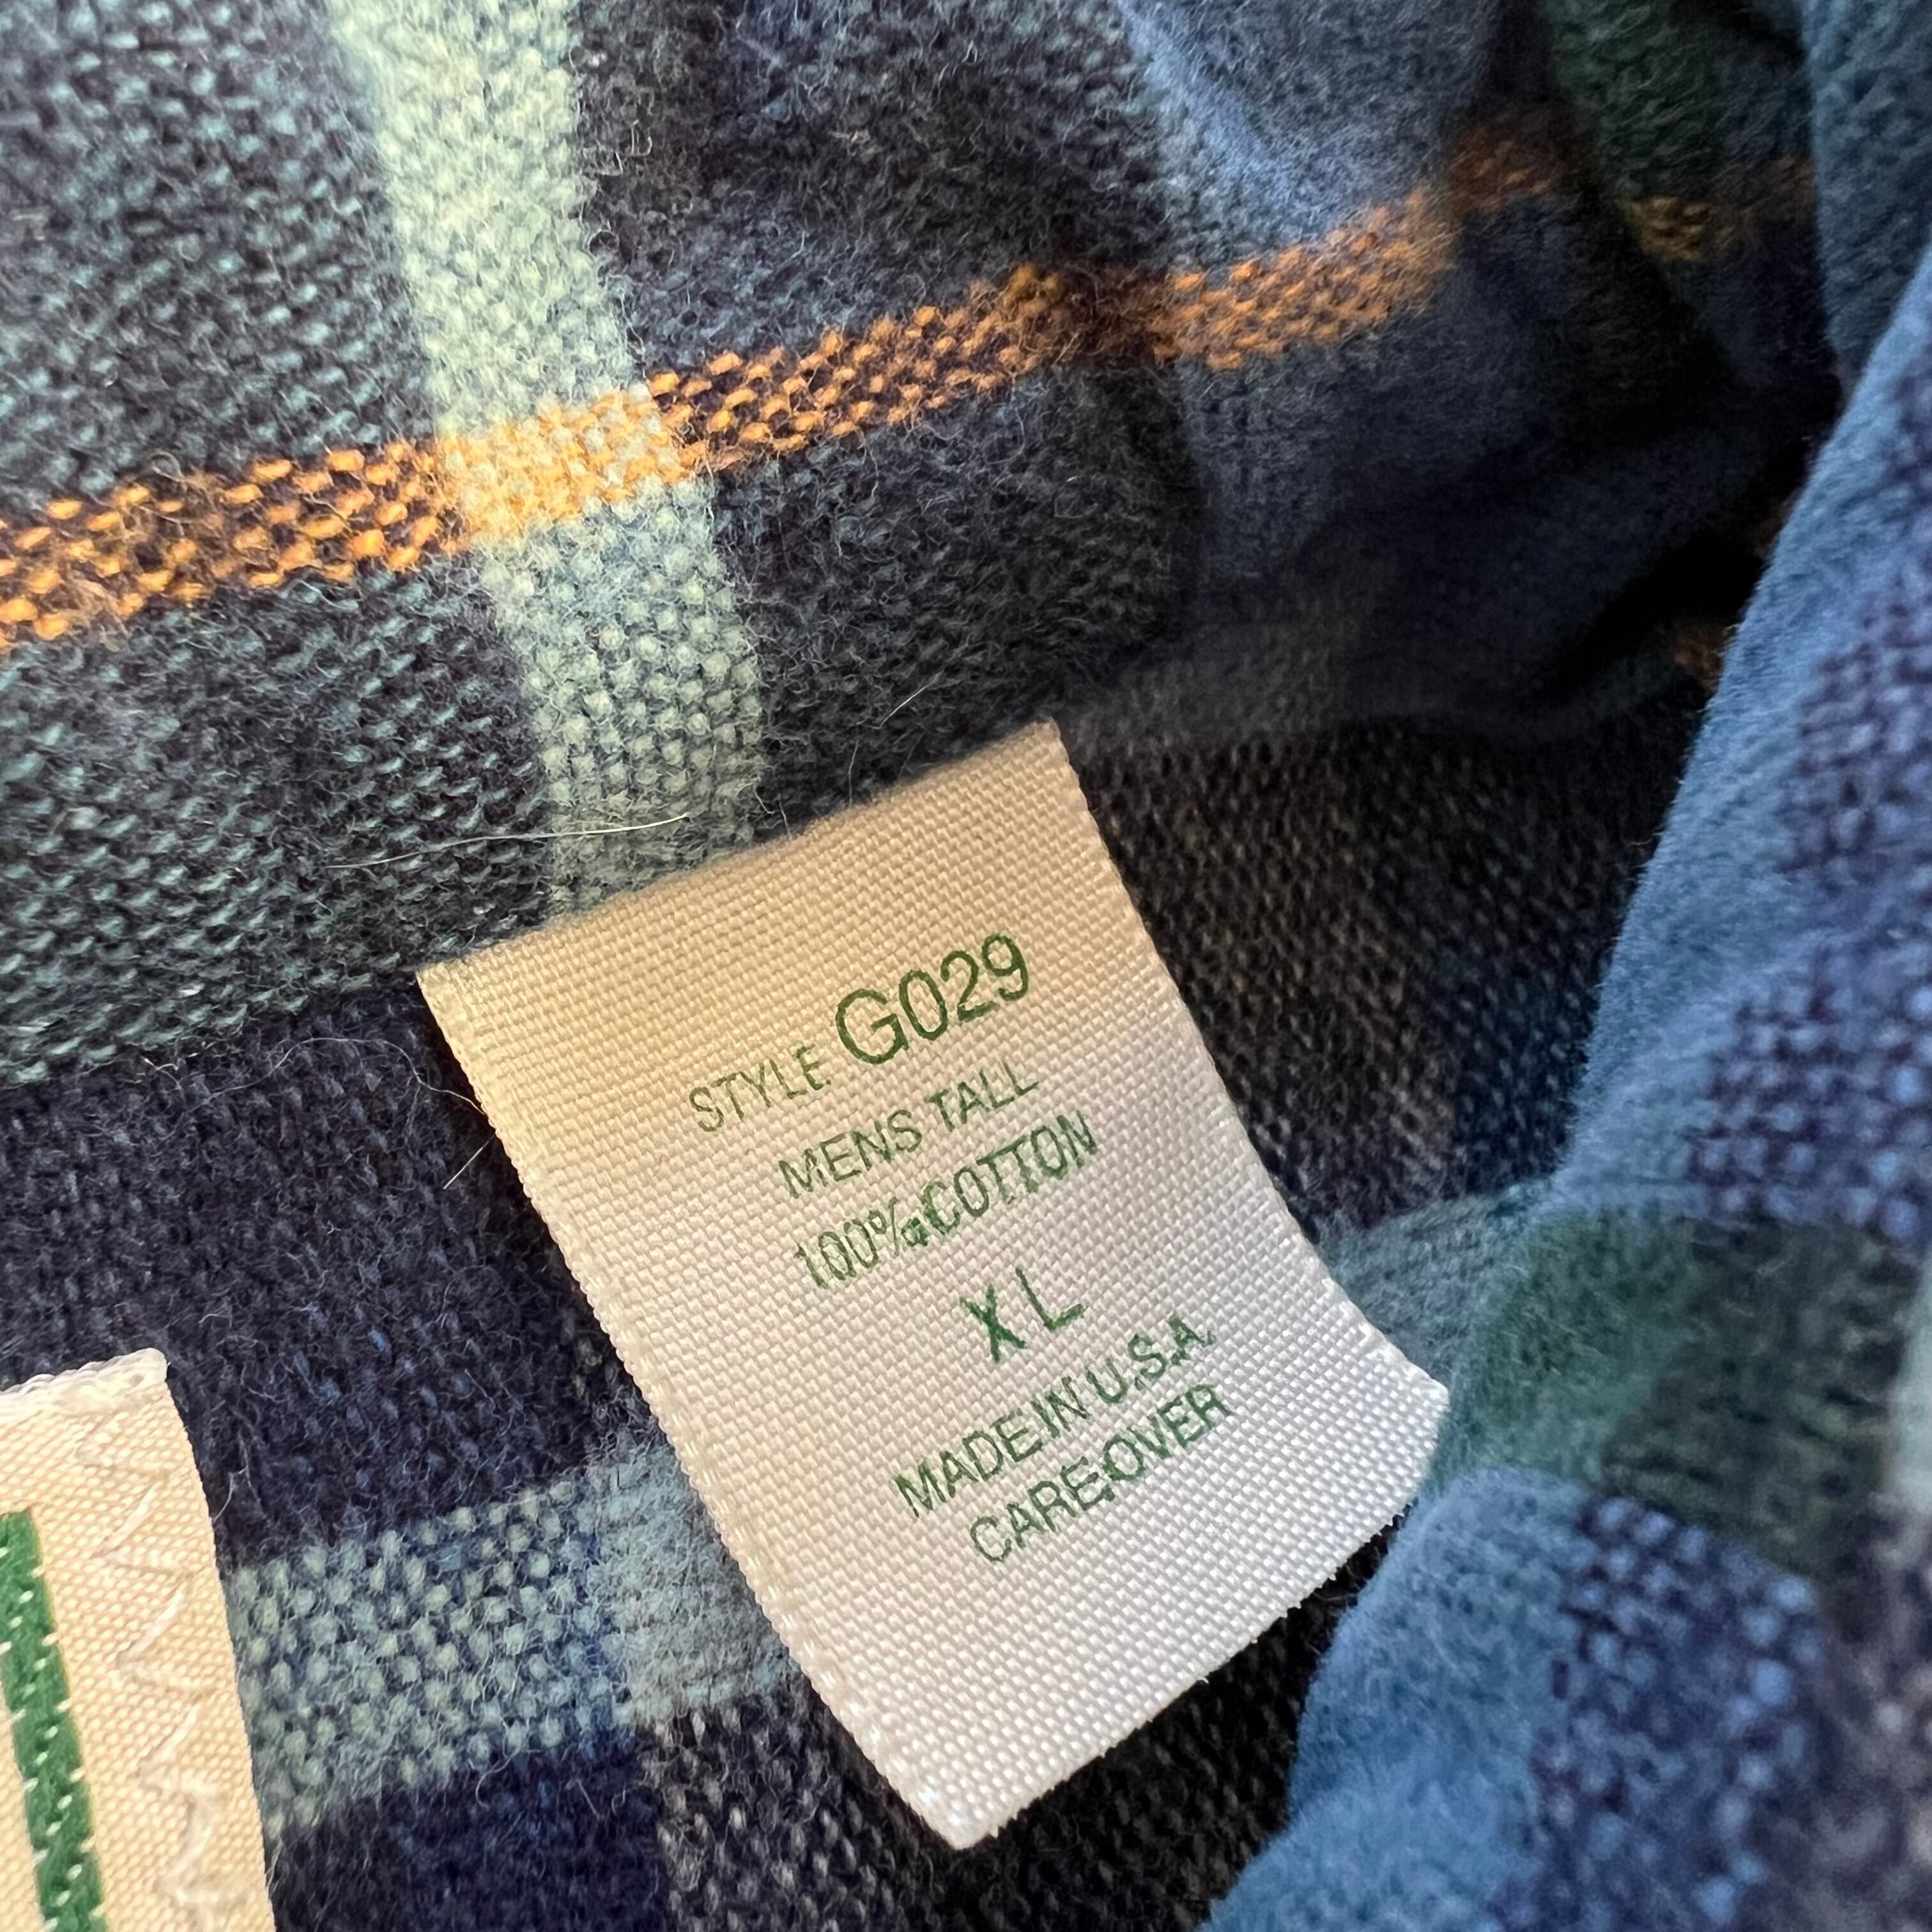 STYLE G029
MENS TALL
100% COTTON
XL
MADE IN U.S.A.
CARE:OVER